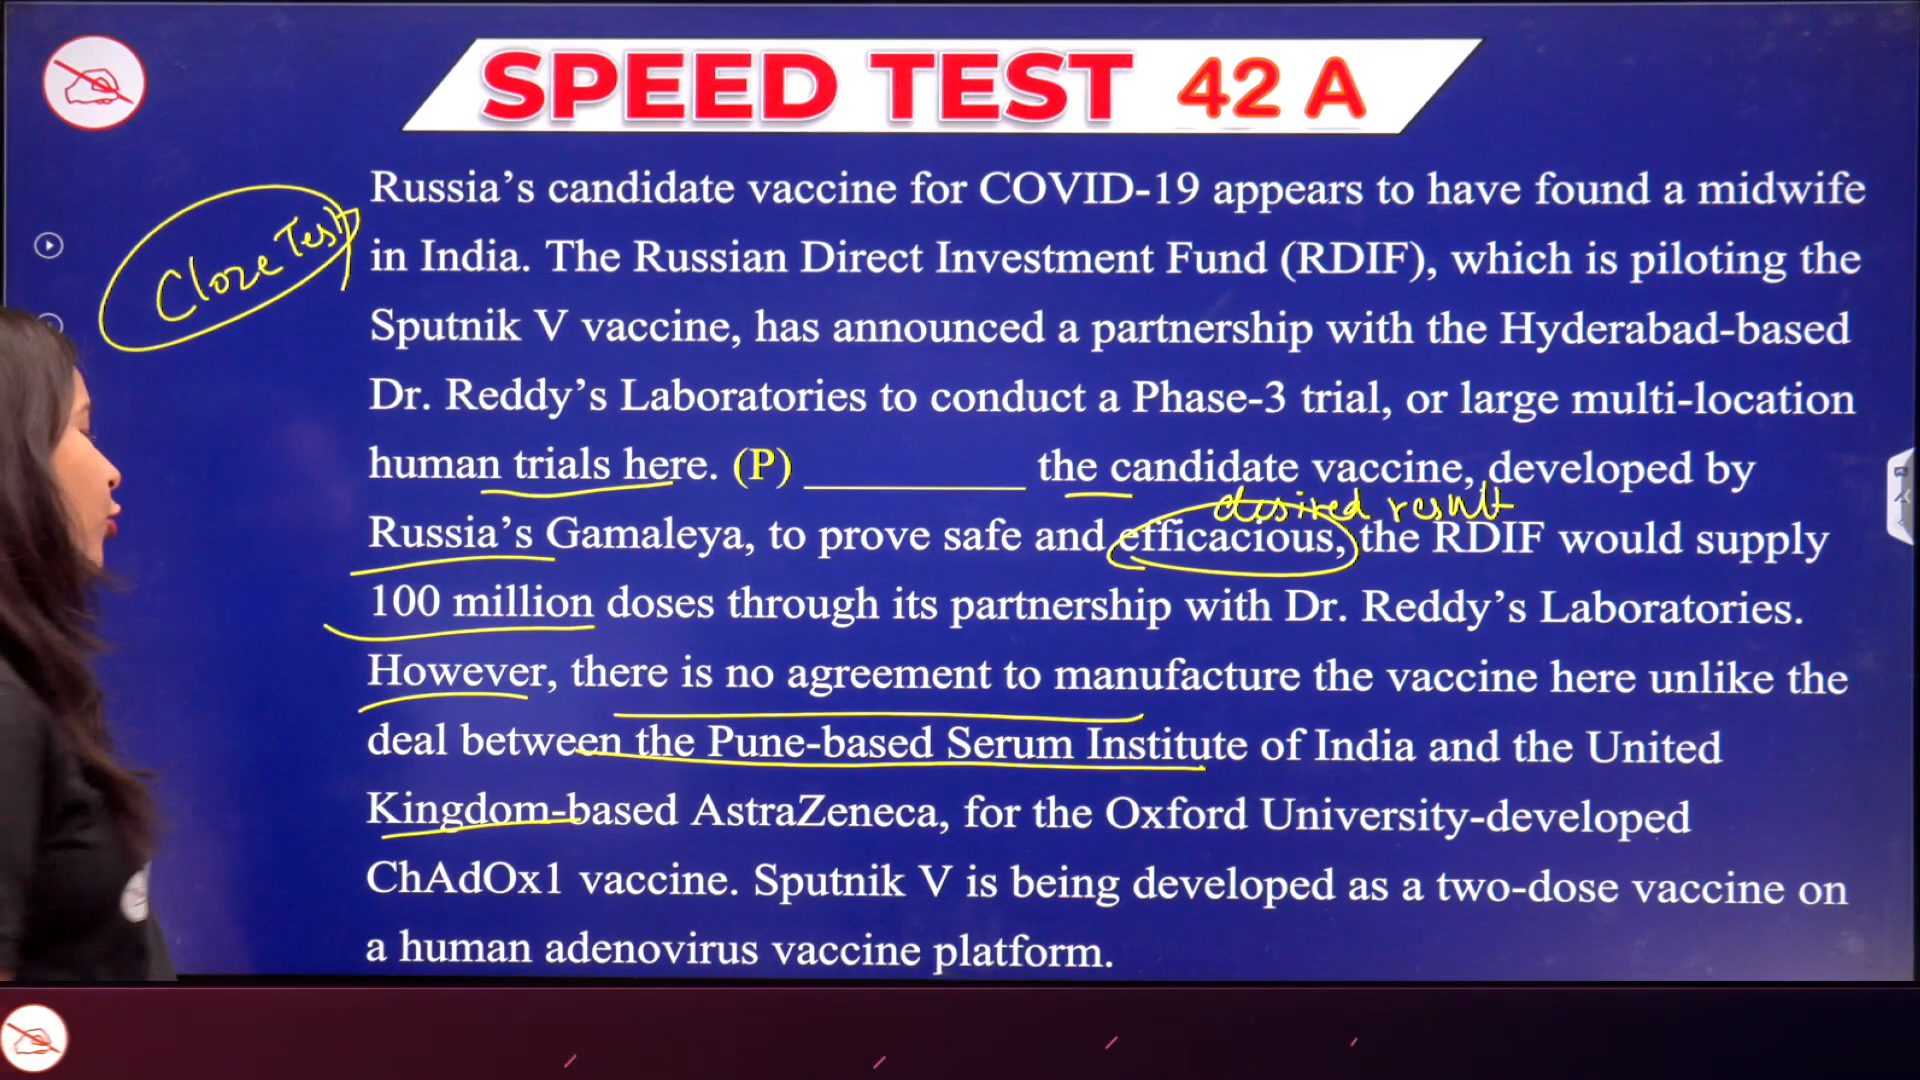 SPEED TEST 42 A
Cloze Test
Russia’s candidate vaccine for COVID-19 appears to have found a midwife
in India. The Russian Direct Investment Fund (RDIF), which is piloting the
Sputnik V vaccine, has announced a partnership with the Hyderabad-based
Dr. Reddy’s Laboratories to conduct a Phase-3 trial, or large multi-location
human trials here. (P) __________ the candidate vaccine, developed by
desired result
Russia’s Gamaleya, to prove safe and efficacious, the RDIF would supply
100 million doses through its partnership with Dr. Reddy’s Laboratories.
However, there is no agreement to manufacture the vaccine here unlike the
deal between the Pune-based Serum Institute of India and the United
Kingdom-based AstraZeneca, for the Oxford University-developed
ChAdOx1 vaccine. Sputnik V is being developed as a two-dose vaccine on
a human adenovirus vaccine platform.